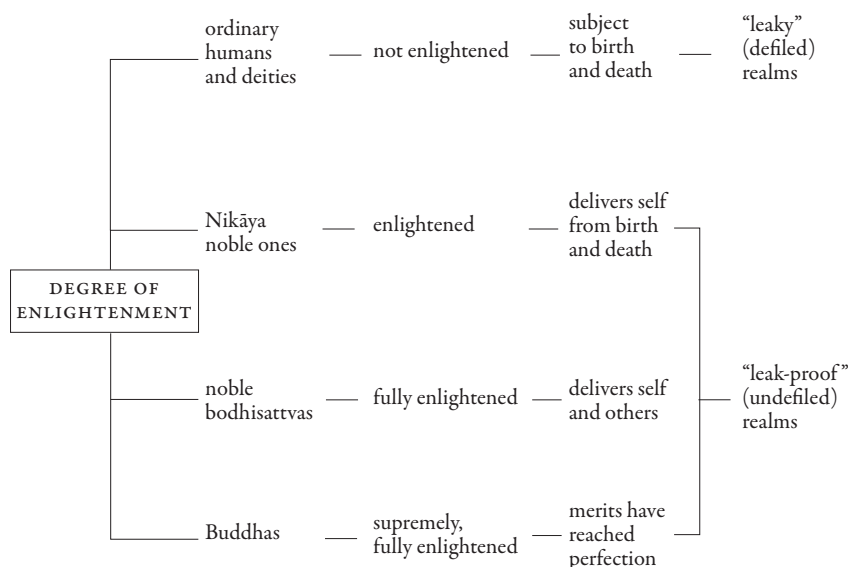 ordinary
humans
and deities
not enlightened
subject
to birth
and death
“leaky”
(defiled)
realms
Nikāya
noble ones
enlightened
delivers self
from birth
and death
DEGREE OF
ENLIGHTENMENT
noble
bodhisattvas
fully enlightened
delivers self
and others
“leak-proof”
(undefiled)
realms
Buddhas
supremely,
fully enlightened
merits have
reached
perfection